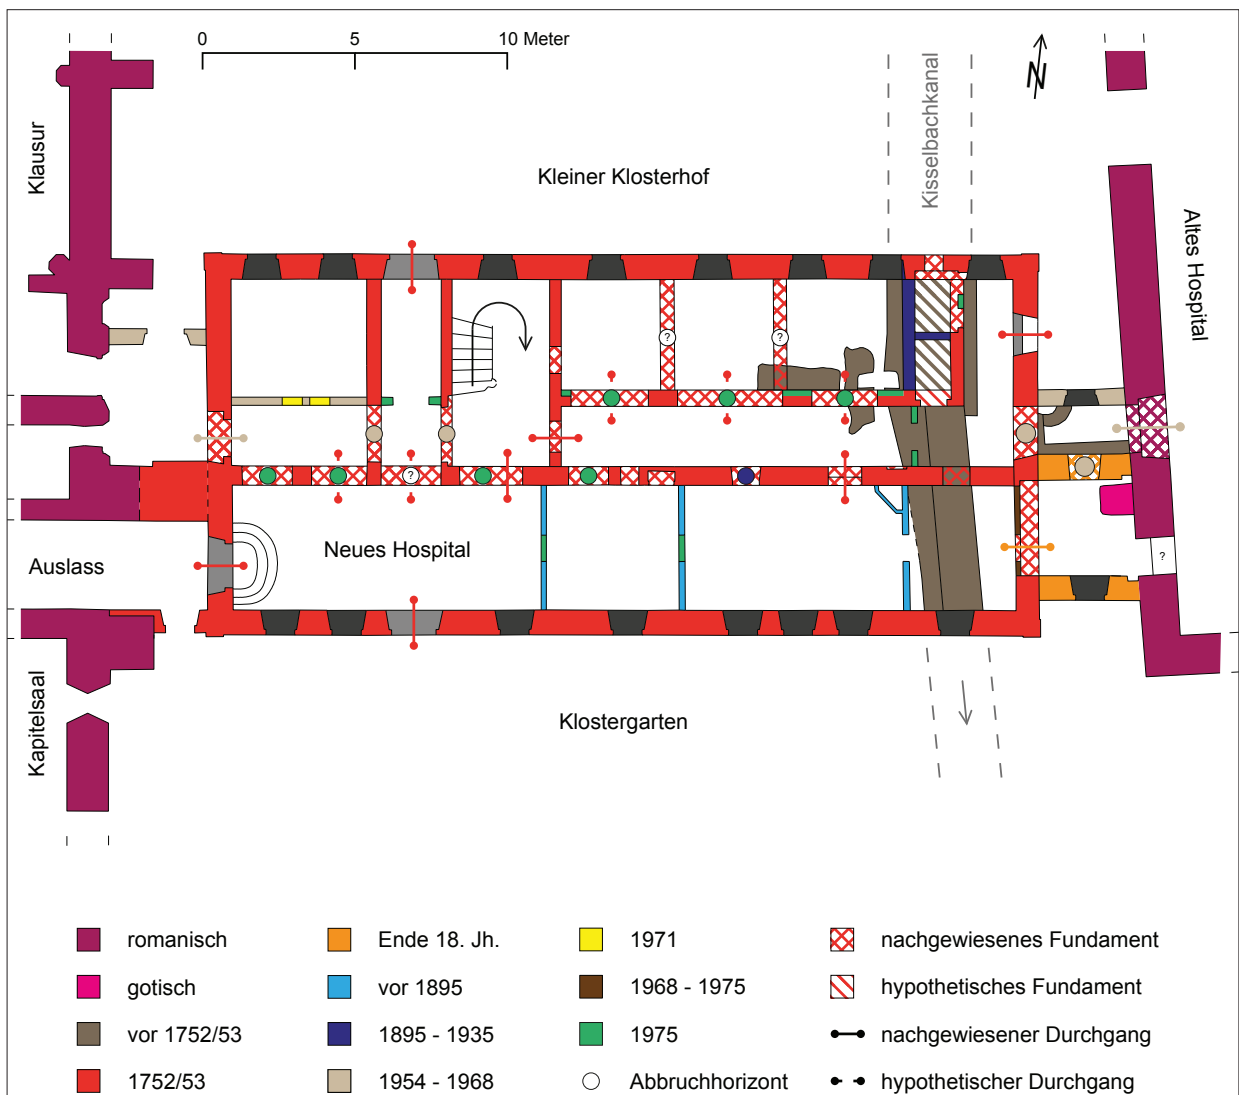 0 5 10 Meter
N
Klausur
Kisselbachkanal
Kleiner Klosterhof
Altes Hospital
? ?
?
Neues Hospital
?
Auslass
Klostergarten
Kapitelsaal
romanisch
gotisch
vor 1752/53
1752/53
Ende 18. Jh.
vor 1895
1895 - 1935
1954 - 1968
1971
1968 - 1975
1975
Abbruchhorizont
nachgewiesenes Fundament
hypothetisches Fundament
nachgewiesener Durchgang
hypothetischer Durchgang